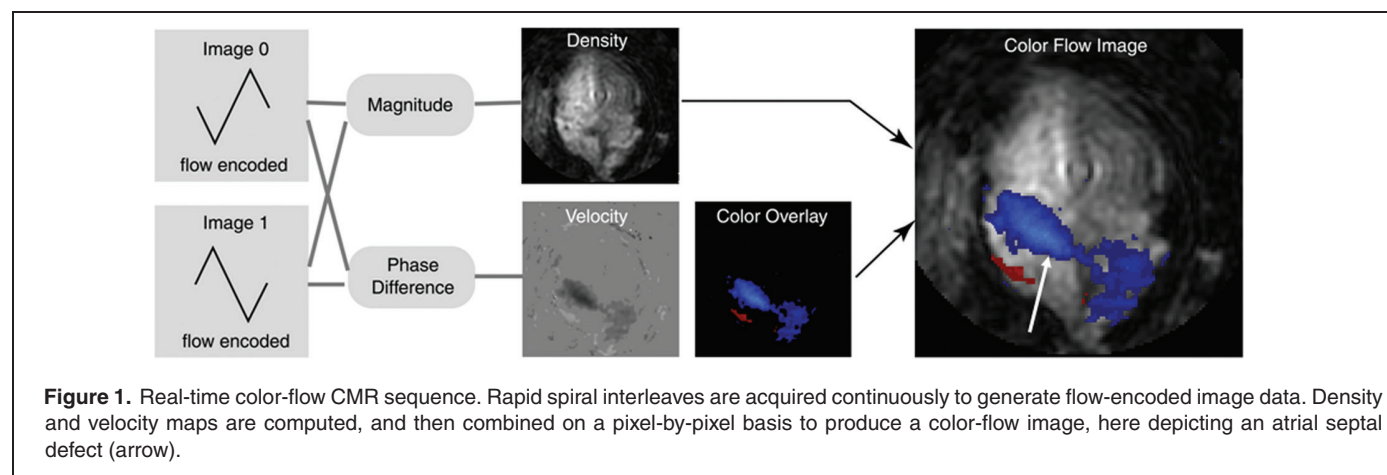 Image 0
flow encoded
Image 1
flow encoded
Magnitude
Phase
Difference
Density
Velocity
Color Overlay
Color Flow Image
Figure 1. Real-time color-flow CMR sequence. Rapid spiral interleaves are acquired continuously to generate flow-encoded image data. Density
and velocity maps are computed, and then combined on a pixel-by-pixel basis to produce a color-flow image, here depicting an atrial septal
defect (arrow).